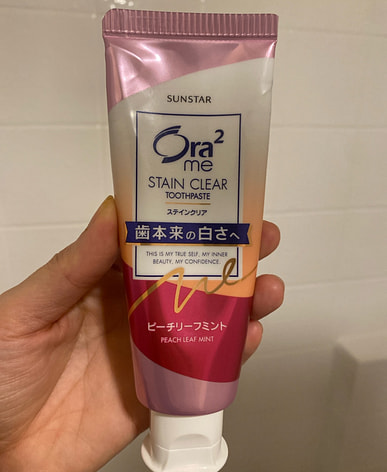 SUNSTAR
Ora²
me
STAIN CLEAR
TOOTHPASTE
ステインクリア
歯本来の白さへ
THIS IS MY TRUE SELF, MY INNER
BEAUTY, MY CONFIDENCE.
me
ピーチリーフミント
PEACH LEAF MINT